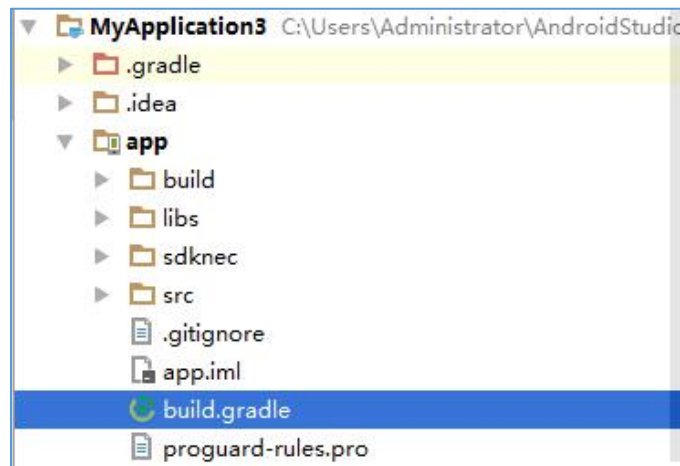 MyApplication3 C:\Users\Administrator\AndroidStudio
.gradle
.idea
app
build
libs
sdknec
src
.gitignore
app.iml
build.gradle
proguard-rules.pro